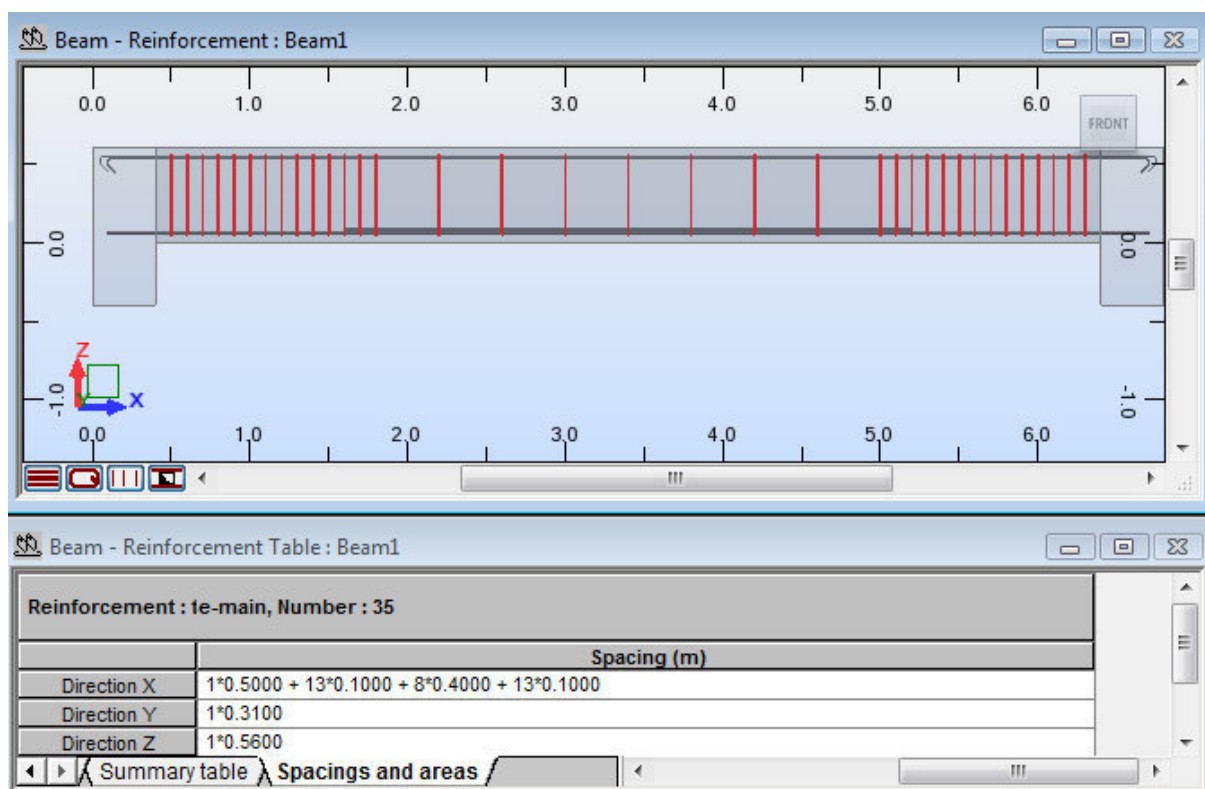 Beam - Reinforcement : Beam1
0.0 1.0 2.0 3.0 4.0 5.0 6.0
FRONT
0.0 0.0
Z
Y X
-1.0 -1.0
0,0 1,0 2,0 3,0 4,0 5,0 6,0
Beam - Reinforcement Table : Beam1
Reinforcement : te-main, Number : 35
Spacing (m)
Direction X 1*0.5000 + 13*0.1000 + 8*0.4000 + 13*0.1000
Direction Y 1*0.3100
Direction Z 1*0.5600
Summary table Spacings and areas